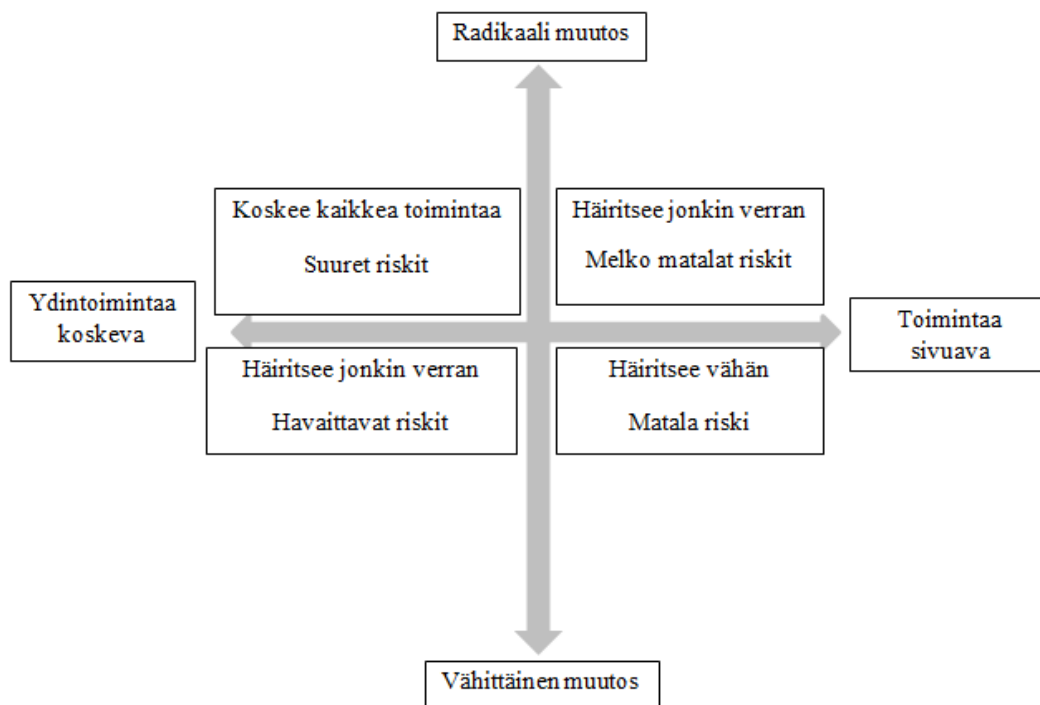 Radikaali muutos
Koskee kaikkea toimintaa
Suuret riskit
Häiritsee jonkin verran
Melko matalat riskit
Ydintoimintaa
koskeva
Toimintaa
sivuava
Häiritsee jonkin verran
Havaittavat riskit
Häiritsee vähän
Matala riski
Vähittäinen muutos